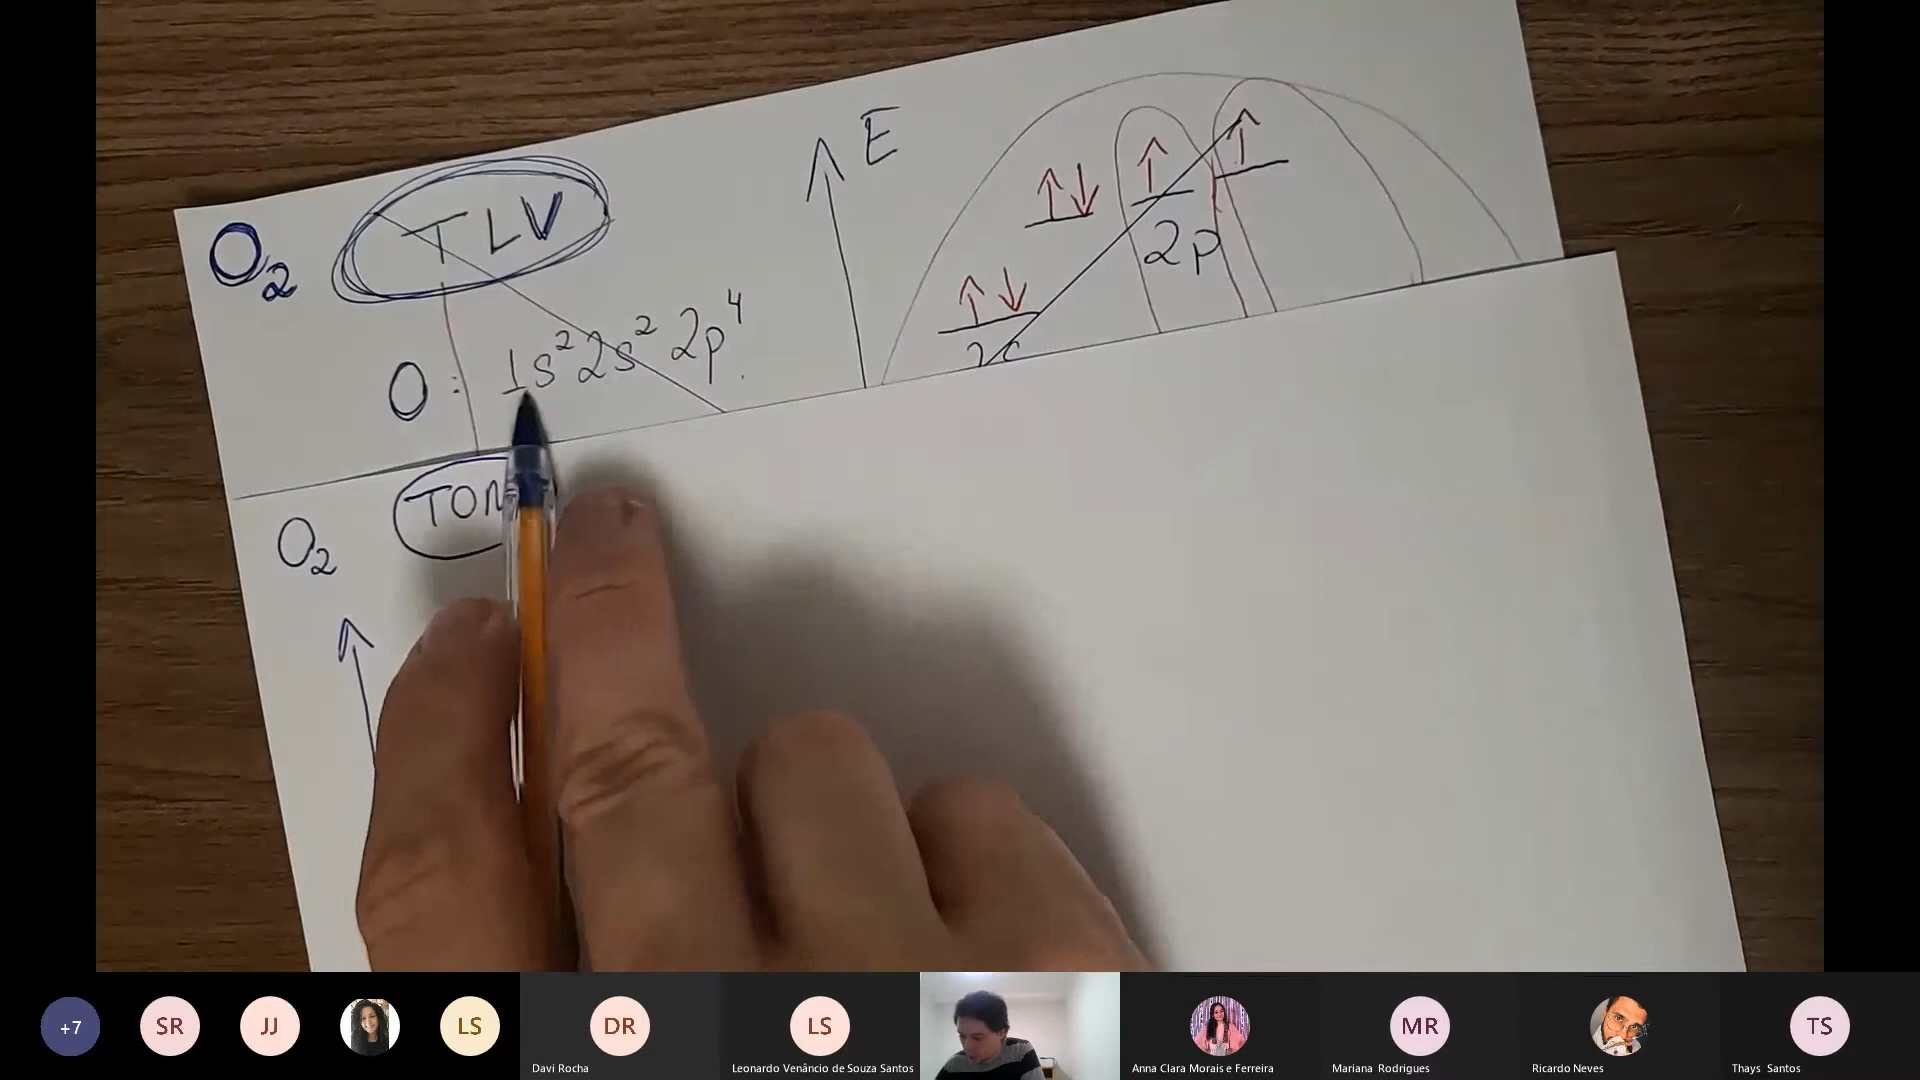 E
O₂ TLV
2p
O: 1s² 2s² 2p⁴
O₂
+7 SR JJ LS DR LS MR TS
Davi Rocha
Leonardo Venâncio de Souza Santos
Anna Clara Morais e Ferreira
Mariana Rodrigues
Ricardo Neves
Thays Santos